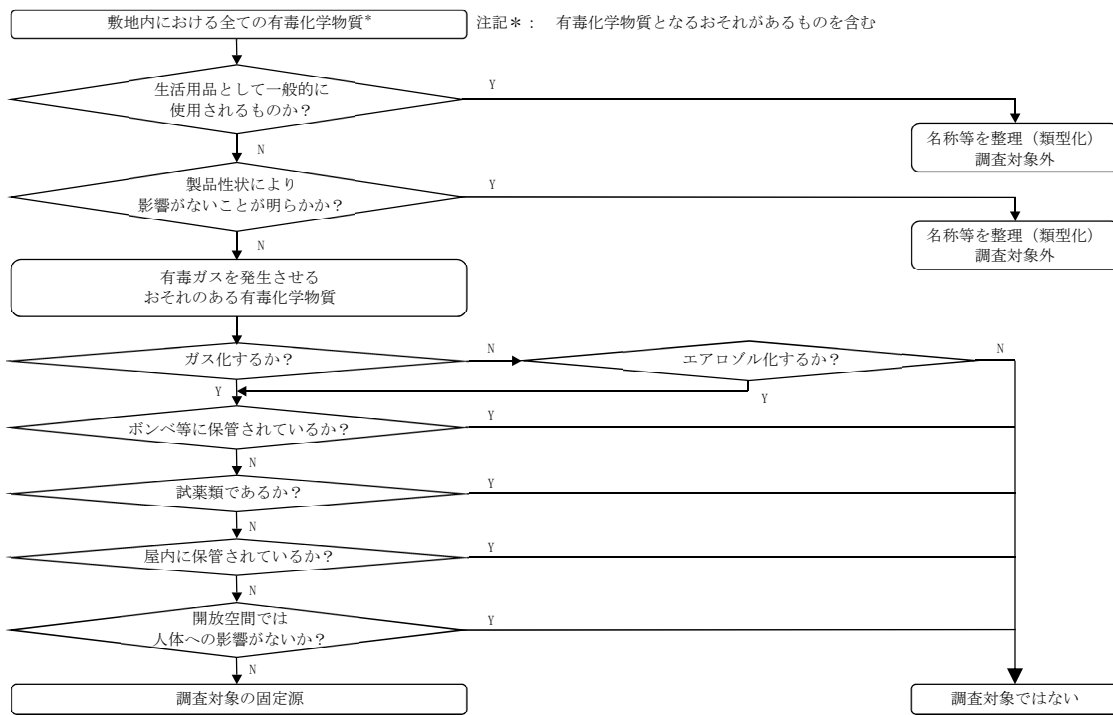 敷地内における全ての有毒化学物質*
注記＊： 有毒化学物質となるおそれがあるものを含む
生活用品として一般的に
使用されるものか？
Y
名称等を整理（類型化）
調査対象外
N
製品性状により
影響がないことが明らかか？
Y
名称等を整理（類型化）
調査対象外
N
有毒ガスを発生させる
おそれのある有毒化学物質
ガス化するか？
N
エアロゾル化するか？
N
Y
Y
ボンベ等に保管されているか？
Y
N
試薬類であるか？
Y
N
屋内に保管されているか？
Y
N
開放空間では
人体への影響がないか？
Y
N
調査対象の固定源
調査対象ではない